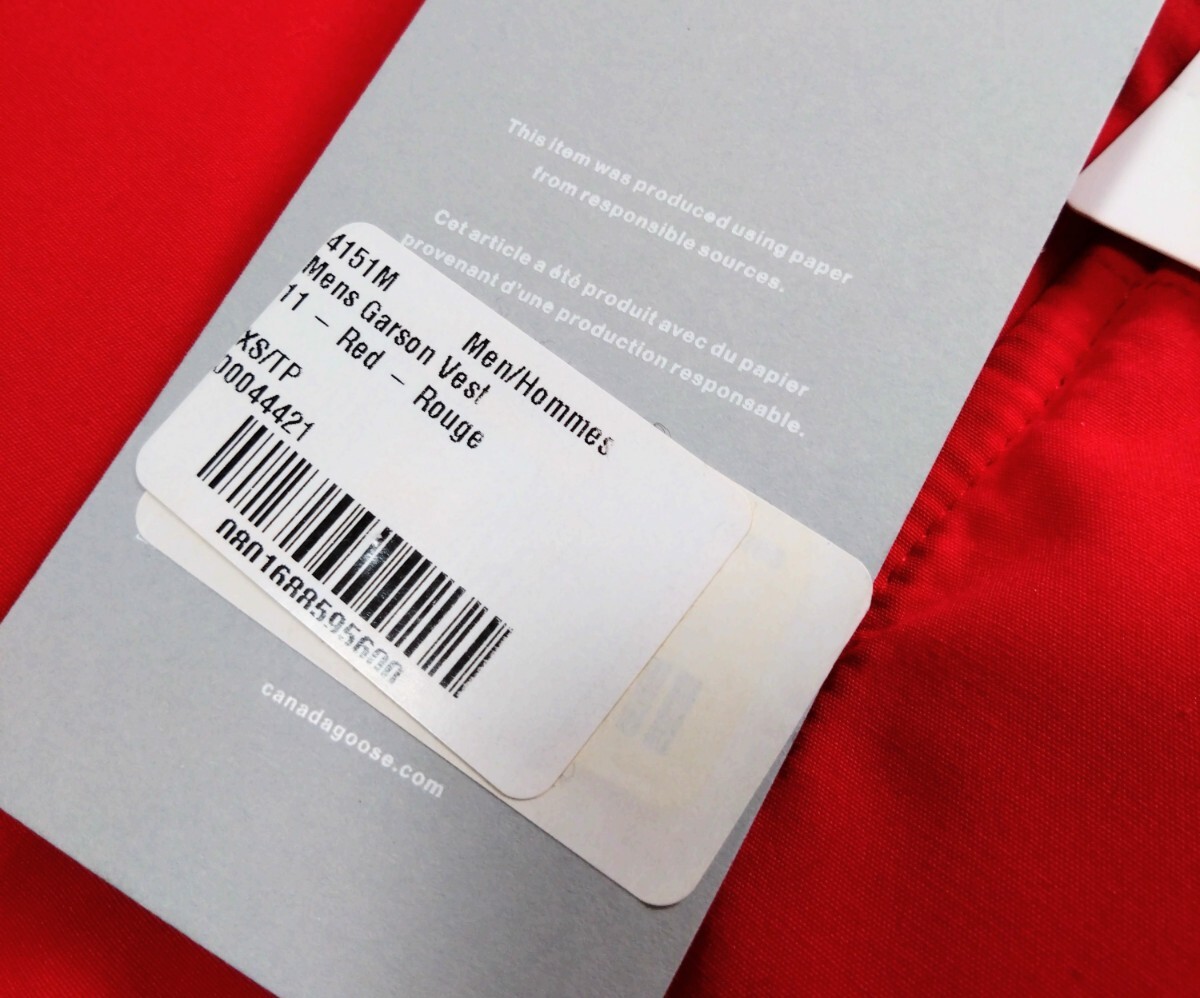 This item was produced using paper
from responsible sources.
Cet article a été produit avec du papier
provenant d'une production responsable.
4151M Men/Hommes
Mens Garson Vest
11 – Red – Rouge
XS/TP
00044421
0801688595600
canadagoose.com